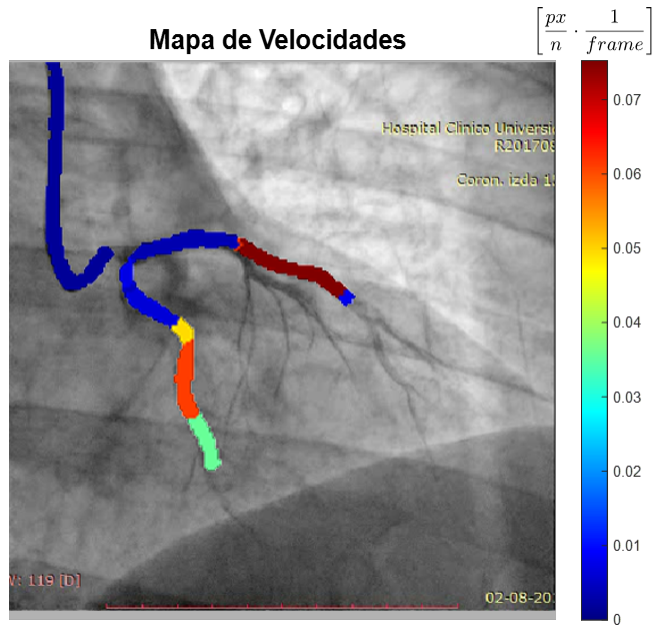 Mapa de Velocidades
[px/n · 1/frame]
Hospital Clinico Universi
R201708
Coron. izda 1
0.07
0.06
0.05
0.04
0.03
0.02
0.01
0
: 119 [D]
02-08-20